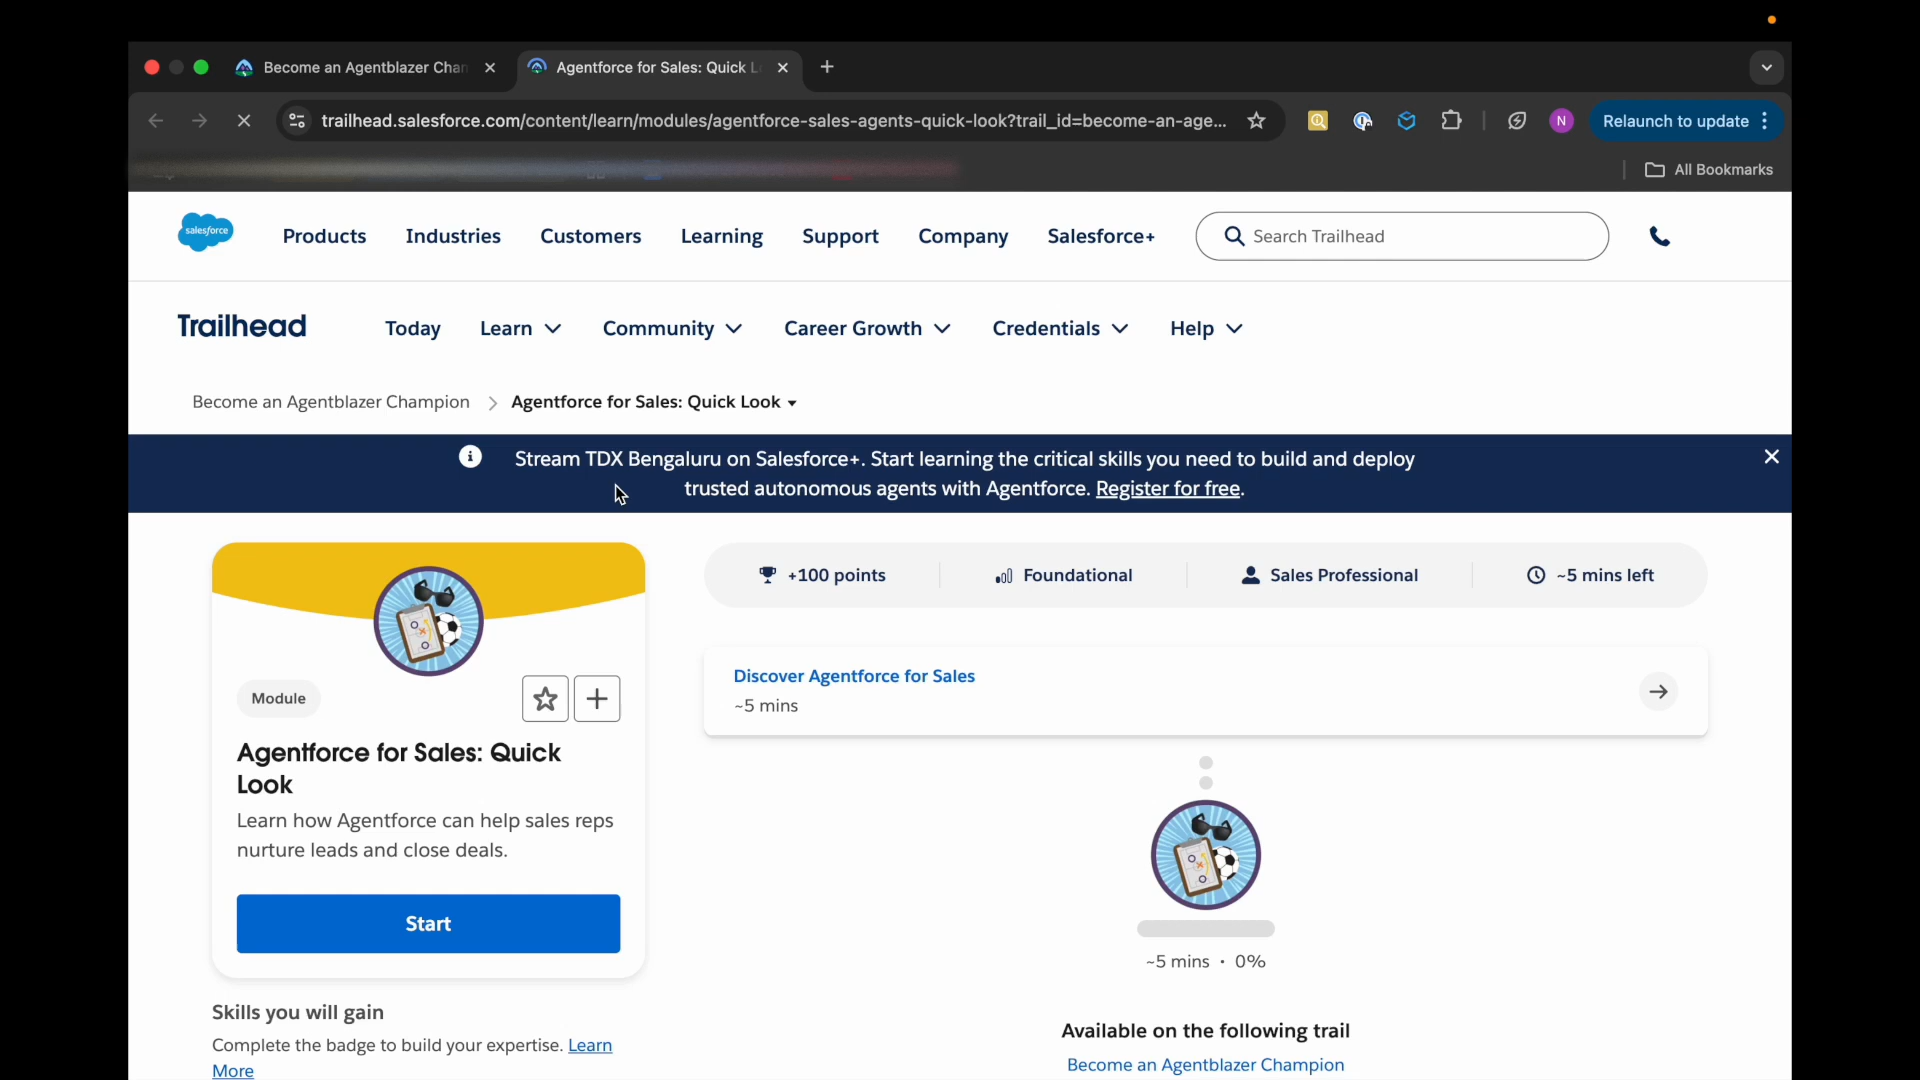 Become an Agentblazer Chan
Agentforce for Sales: Quick L
trailhead.salesforce.com/content/learn/modules/agentforce-sales-agents-quick-look?trail_id=become-an-age...
N
Relaunch to update
All Bookmarks
salesforce
Products
Industries
Customers
Learning
Support
Company
Salesforce+
Search Trailhead
Trailhead
Today
Learn
Community
Career Growth
Credentials
Help
Become an Agentblazer Champion
Agentforce for Sales: Quick Look
Stream TDX Bengaluru on Salesforce+. Start learning the critical skills you need to build and deploy
trusted autonomous agents with Agentforce. Register for free.
+100 points
Foundational
Sales Professional
~5 mins left
Discover Agentforce for Sales
~5 mins
Module
Agentforce for Sales: Quick
Look
Learn how Agentforce can help sales reps
nurture leads and close deals.
Start
~5 mins · 0%
Skills you will gain
Complete the badge to build your expertise. Learn
More
Available on the following trail
Become an Agentblazer Champion